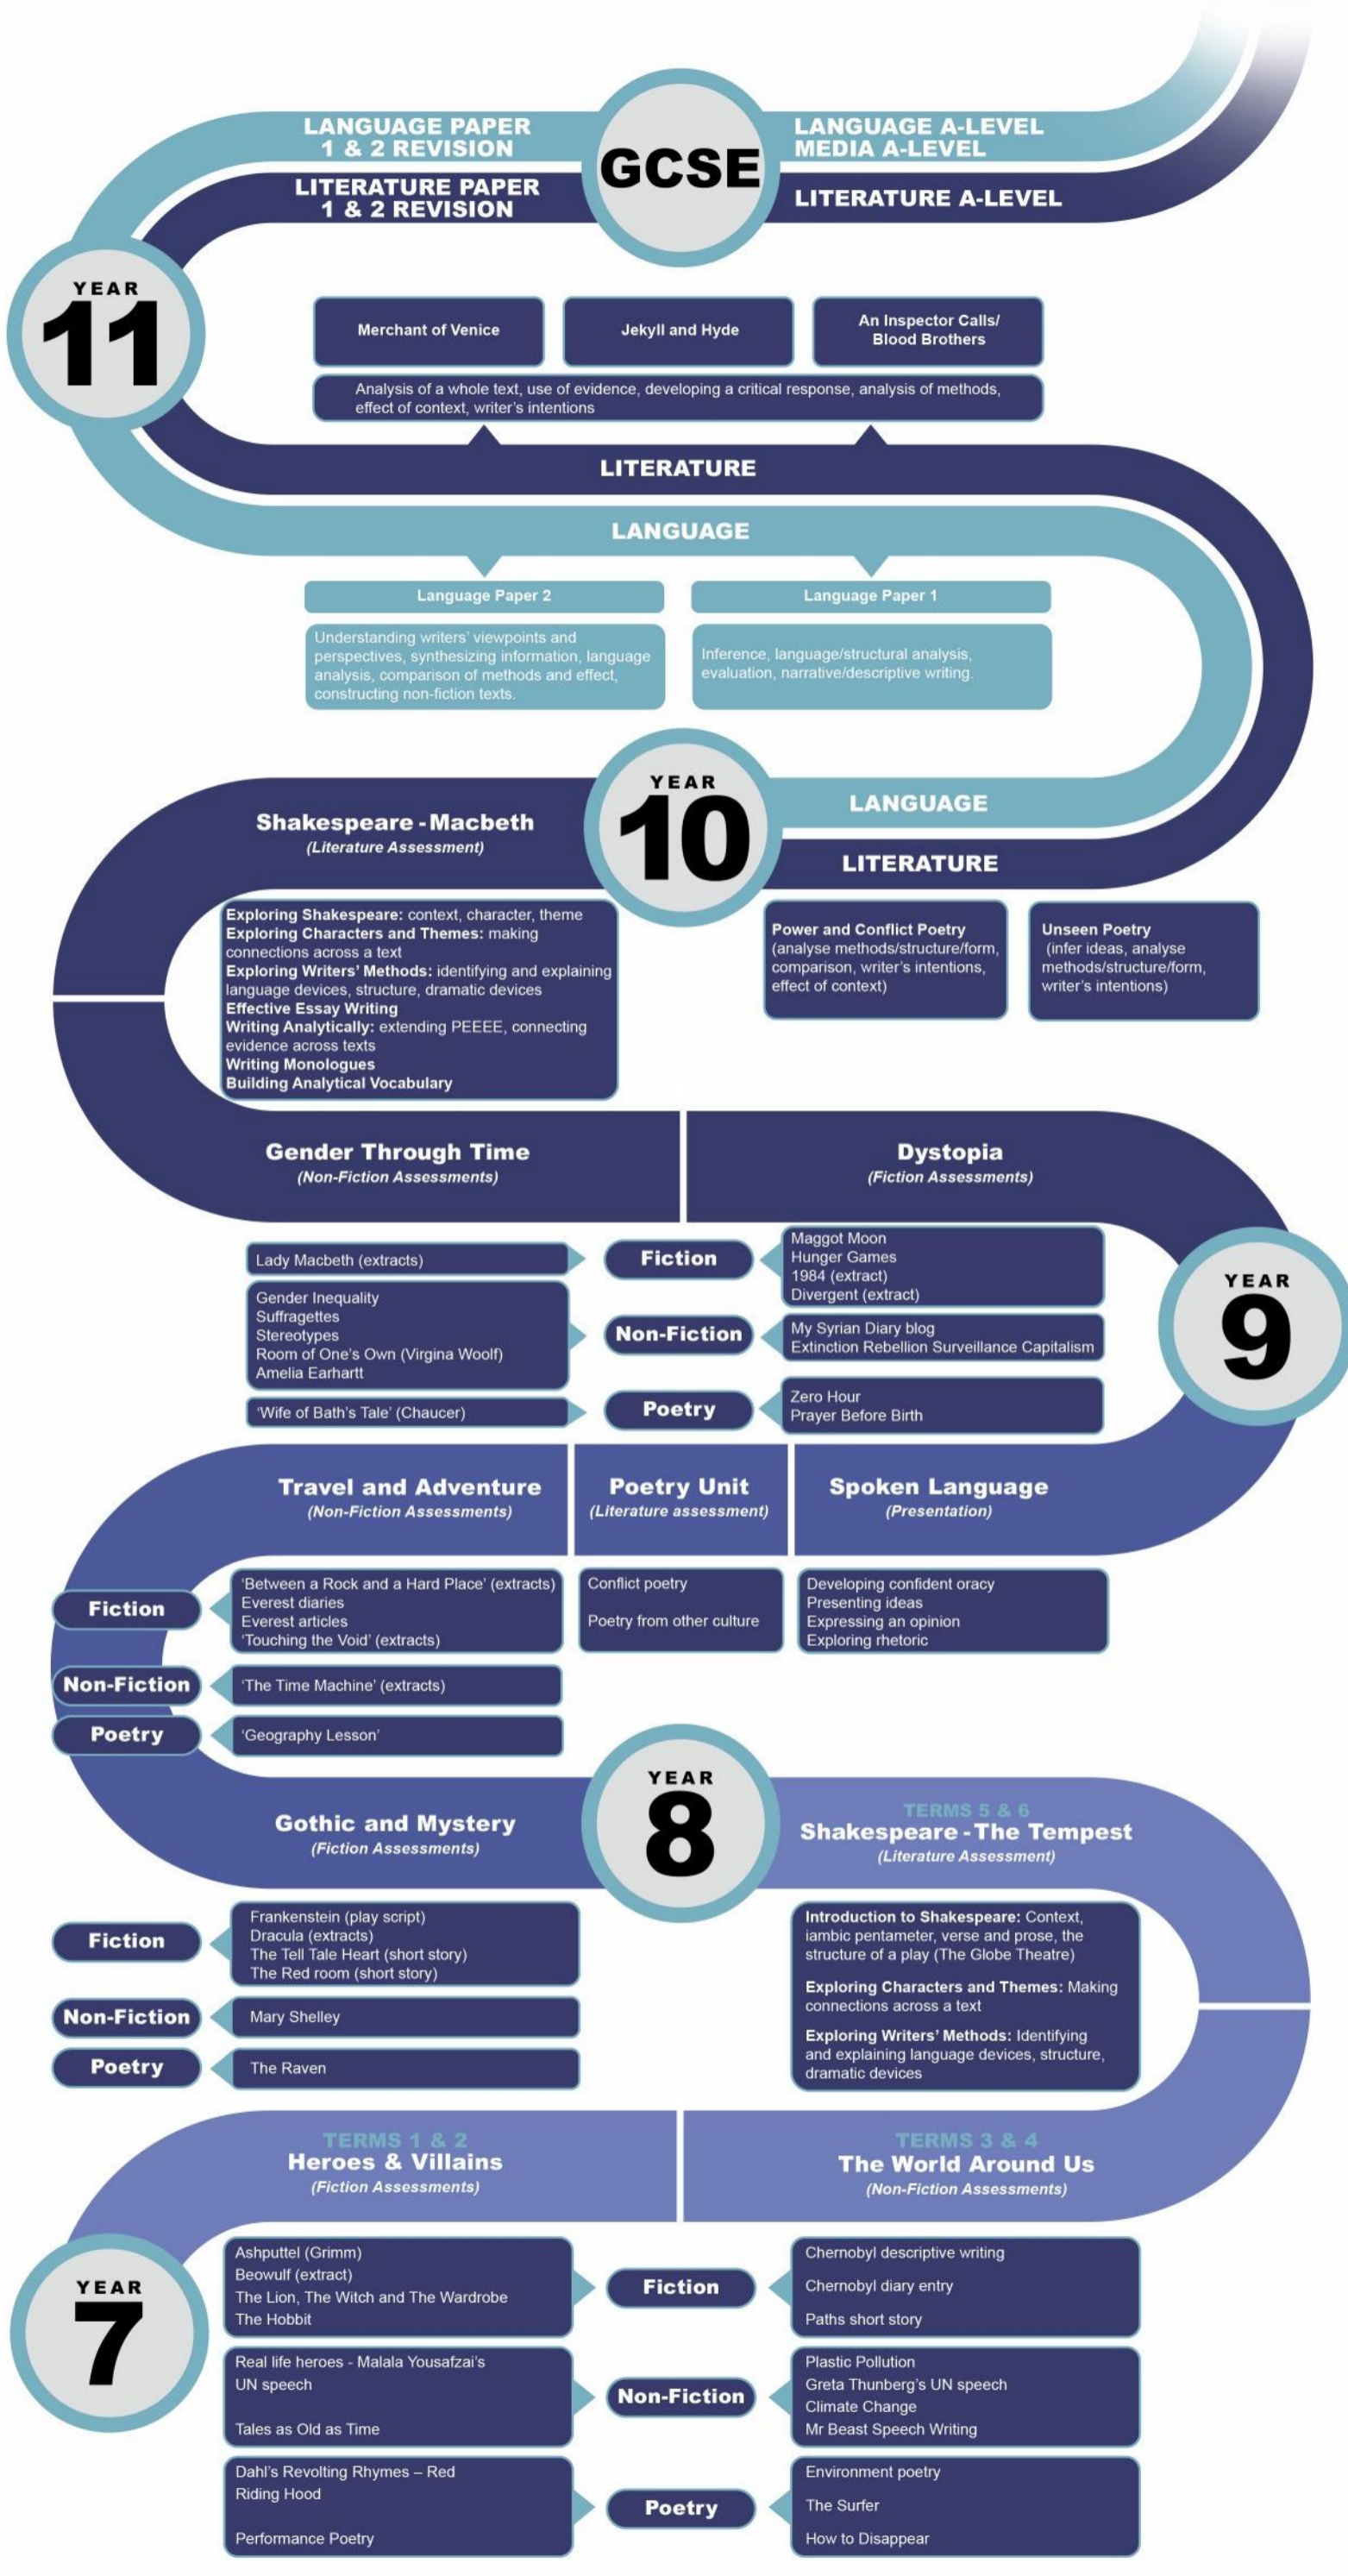 LANGUAGE PAPER
1 & 2 REVISION
LITERATURE PAPER
1 & 2 REVISION
GCSE
LANGUAGE A-LEVEL
MEDIA A-LEVEL
LITERATURE A-LEVEL
YEAR
11
Merchant of Venice
Jekyll and Hyde
An Inspector Calls/
Blood Brothers
Analysis of a whole text, use of evidence, developing a critical response, analysis of methods,
effect of context, writer's intentions
LITERATURE
LANGUAGE
Language Paper 2
Language Paper 1
Understanding writers' viewpoints and
perspectives, synthesizing information, language
analysis, comparison of methods and effect,
constructing non-fiction texts.
Inference, language/structural analysis,
evaluation, narrative/descriptive writing.
YEAR
10
LANGUAGE
LITERATURE
Shakespeare - Macbeth
(Literature Assessment)
Exploring Shakespeare: context, character, theme
Exploring Characters and Themes: making
connections across a text
Exploring Writers' Methods: identifying and explaining
language devices, structure, dramatic devices
Effective Essay Writing
Writing Analytically: extending PEEEE, connecting
evidence across texts
Writing Monologues
Building Analytical Vocabulary
Power and Conflict Poetry
(analyse methods/structure/form,
comparison, writer's intentions,
effect of context)
Unseen Poetry
(infer ideas, analyse
methods/structure/form,
writer's intentions)
Gender Through Time
(Non-Fiction Assessments)
Dystopia
(Fiction Assessments)
YEAR
9
Lady Macbeth (extracts)
Fiction
Maggot Moon
Hunger Games
1984 (extract)
Divergent (extract)
Gender Inequality
Suffragettes
Stereotypes
Room of One's Own (Virgina Woolf)
Amelia Earhartt
Non-Fiction
My Syrian Diary blog
Extinction Rebellion Surveillance Capitalism
'Wife of Bath's Tale' (Chaucer)
Poetry
Zero Hour
Prayer Before Birth
Travel and Adventure
(Non-Fiction Assessments)
Poetry Unit
(Literature assessment)
Spoken Language
(Presentation)
Fiction
'Between a Rock and a Hard Place' (extracts)
Everest diaries
Everest articles
'Touching the Void' (extracts)
Conflict poetry
Poetry from other culture
Developing confident oracy
Presenting ideas
Expressing an opinion
Exploring rhetoric
Non-Fiction
'The Time Machine' (extracts)
Poetry
'Geography Lesson'
YEAR
8
Gothic and Mystery
(Fiction Assessments)
TERMS 5 & 6
Shakespeare - The Tempest
(Literature Assessment)
Fiction
Frankenstein (play script)
Dracula (extracts)
The Tell Tale Heart (short story)
The Red room (short story)
Non-Fiction
Mary Shelley
Poetry
The Raven
Introduction to Shakespeare: Context,
iambic pentameter, verse and prose, the
structure of a play (The Globe Theatre)
Exploring Characters and Themes: Making
connections across a text
Exploring Writers' Methods: Identifying
and explaining language devices, structure,
dramatic devices
TERMS 1 & 2
Heroes & Villains
(Fiction Assessments)
TERMS 3 & 4
The World Around Us
(Non-Fiction Assessments)
YEAR
7
Ashputtel (Grimm)
Beowulf (extract)
The Lion, The Witch and The Wardrobe
The Hobbit
Fiction
Chernobyl descriptive writing
Chernobyl diary entry
Paths short story
Real life heroes - Malala Yousafzai's
UN speech
Tales as Old as Time
Non-Fiction
Plastic Pollution
Greta Thunberg's UN speech
Climate Change
Mr Beast Speech Writing
Dahl's Revolting Rhymes – Red
Riding Hood
Performance Poetry
Poetry
Environment poetry
The Surfer
How to Disappear